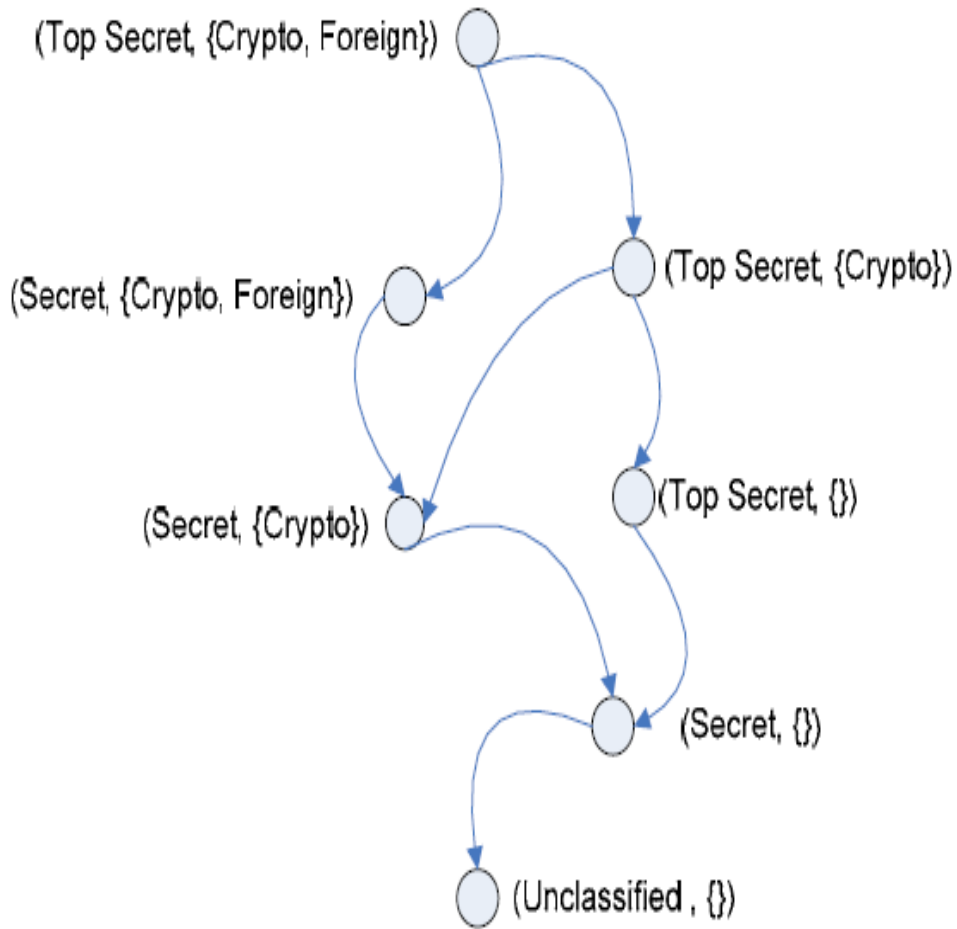 (Top Secret, {Crypto, Foreign})
(Top Secret, {Crypto})
(Secret, {Crypto, Foreign})
(Top Secret, {})
(Secret, {Crypto})
(Secret, {})
(Unclassified , {})